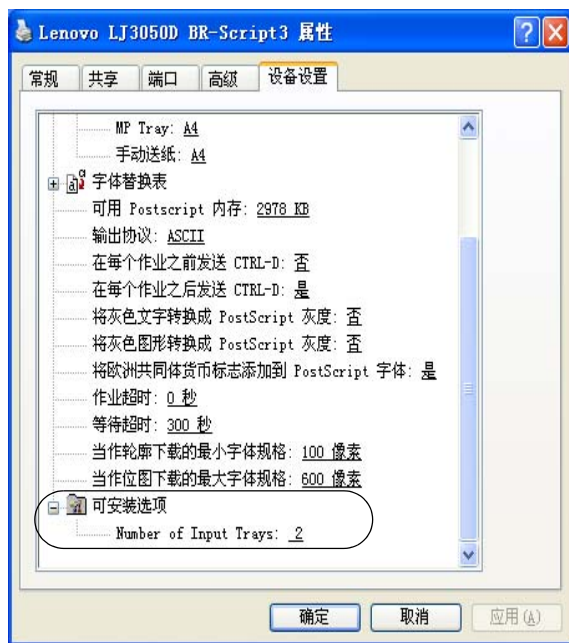 Lenovo LJ3050D BR-Script3 属性
常规 共享 端口 高级 设备设置
MP Tray: A4
手动送纸: A4
字体替换表
可用 Postscript 内存: 2978 KB
输出协议: ASCII
在每个作业之前发送 CTRL-D: 否
在每个作业之后发送 CTRL-D: 是
将灰色文字转换成 PostScript 灰度: 否
将灰色图形转换成 PostScript 灰度: 否
将欧洲共同体货币标志添加到 PostScript 字体: 是
作业超时: 0 秒
等待超时: 300 秒
当作轮廓下载的最小字体规格: 100 像素
当作位图下载的最大字体规格: 600 像素
可安装选项
Number of Input Trays: 2
确定 取消 应用(A)